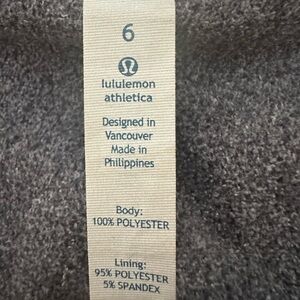 6
lululemon
athletica
Designed in
Vancouver
Made in
Philippines
Body:
100% POLYESTER
Lining:
95% POLYESTER
5% SPANDEX